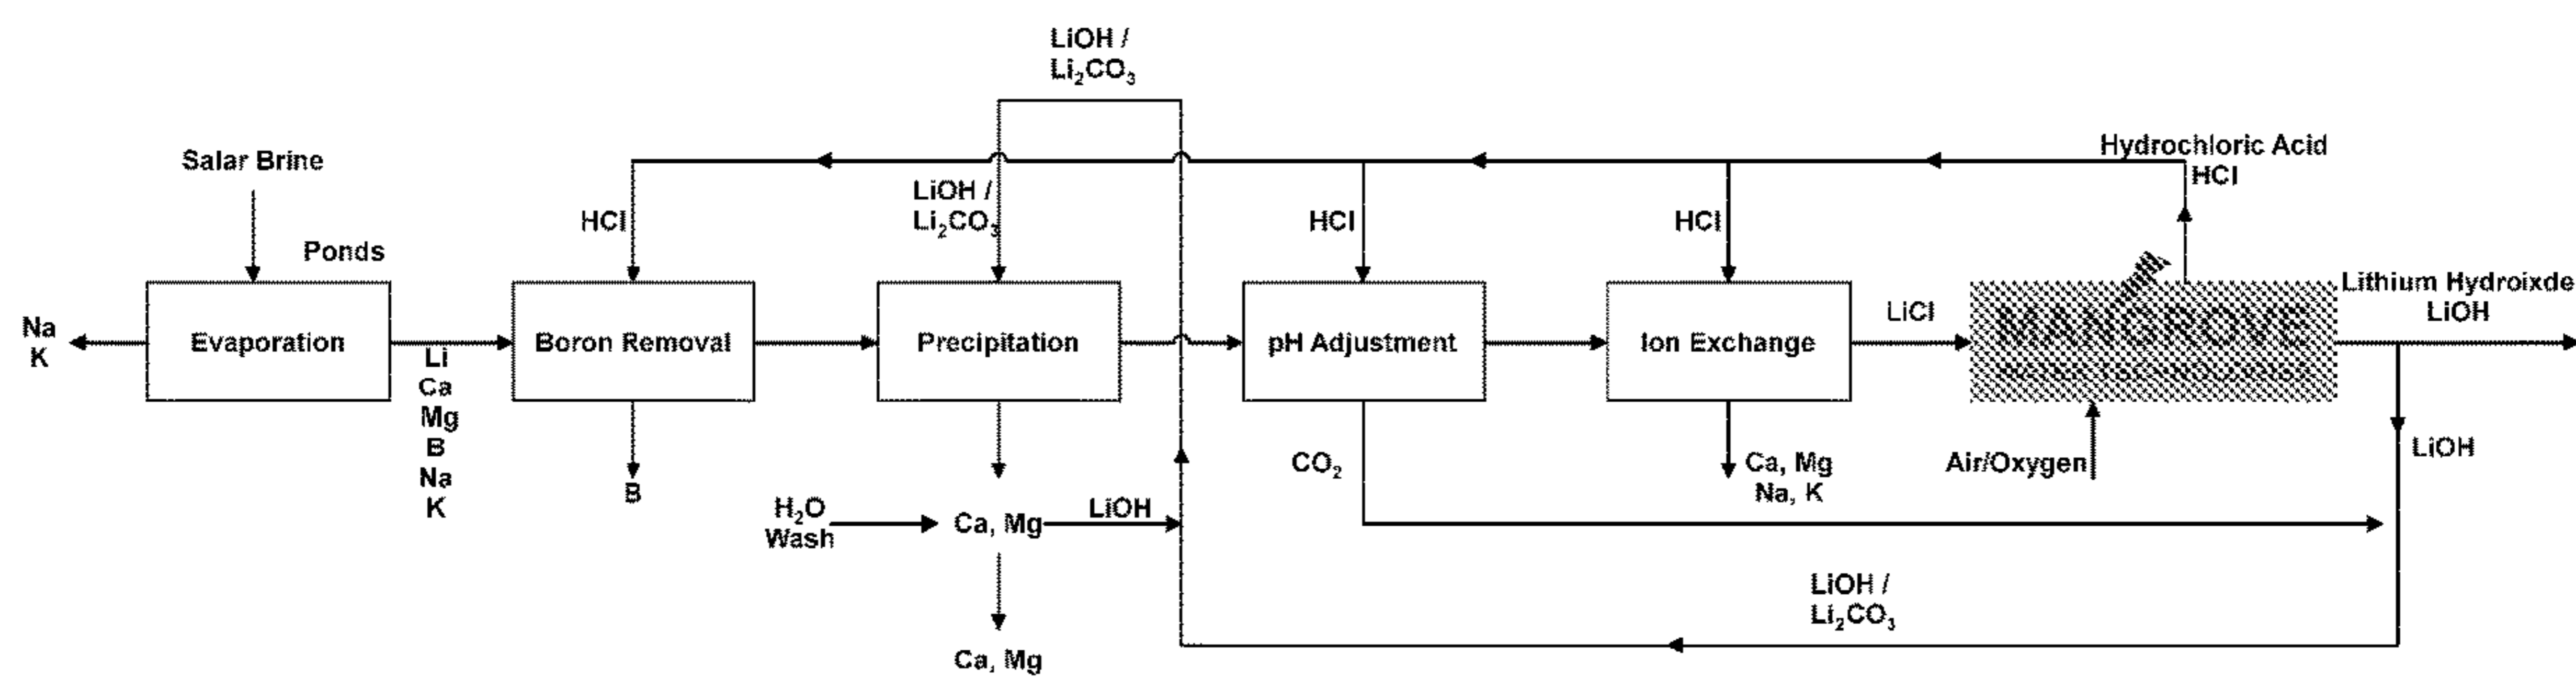 LiOH /
Li₂CO₃
Salar Brine
Hydrochloric Acid
HCl
LiOH /
Li₂CO₃
HCl
HCl
HCl
Ponds
Lithium Hydroixde
LiOH
Na
K
Evaporation
Boron Removal
Precipitation
pH Adjustment
Ion Exchange
LiCl
MANGROVE
Li
Ca
Mg
B
Na
K
B
CO₂
Ca, Mg
Na, K
Air/Oxygen
LiOH
H₂O
Wash
Ca, Mg
LiOH
LiOH /
Li₂CO₃
Ca, Mg